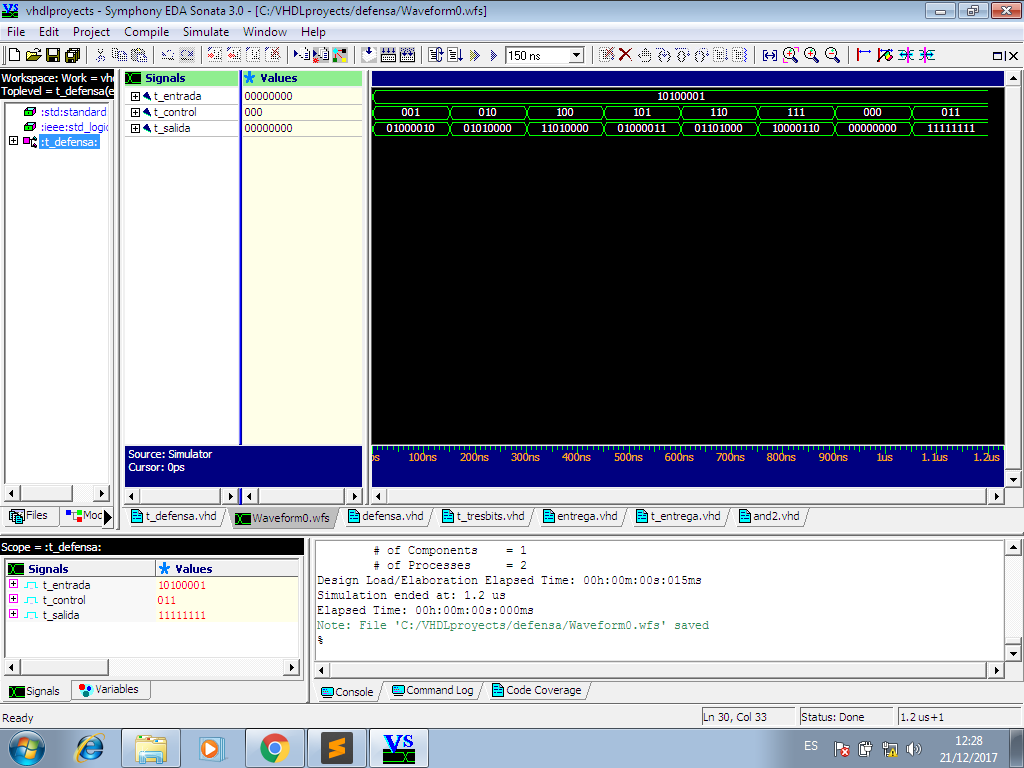 vhdlproyects - Symphony EDA Sonata 3.0 - [C:/VHDLproyects/defensa/Waveform0.wfs]
File Edit Project Compile Simulate Window Help
150 ns
Workspace: Work = vh
Toplevel = t_defensa(e
:std:standard
:ieee:std_logic
:t_defensa:
Files Mod
Signals Values
t_entrada 00000000
t_control 000
t_salida 00000000
10100001
001 010 100 101 110 111 000 011
01000010 01010000 11010000 01000011 01101000 10000110 00000000 11111111
Source: Simulator
Cursor: 0ps
ps 100ns 200ns 300ns 400ns 500ns 600ns 700ns 800ns 900ns 1us 1.1us 1.2us
t_defensa.vhd Waveform0.wfs defensa.vhd t_tresbits.vhd entrega.vhd t_entrega.vhd and2.vhd
Scope = :t_defensa:
Signals Values
t_entrada 10100001
t_control 011
t_salida 11111111
Signals Variables
# of Components = 1
# of Processes = 2
Design Load/Elaboration Elapsed Time: 00h:00m:00s:015ms
Simulation ended at: 1.2 us
Elapsed Time: 00h:00m:00s:000ms
Note: File 'C:/VHDLproyects/defensa/Waveform0.wfs' saved
%
Console Command Log Code Coverage
Ready Ln 30, Col 33 Status: Done 1.2 us+1
VS
ES
12:28
21/12/2017